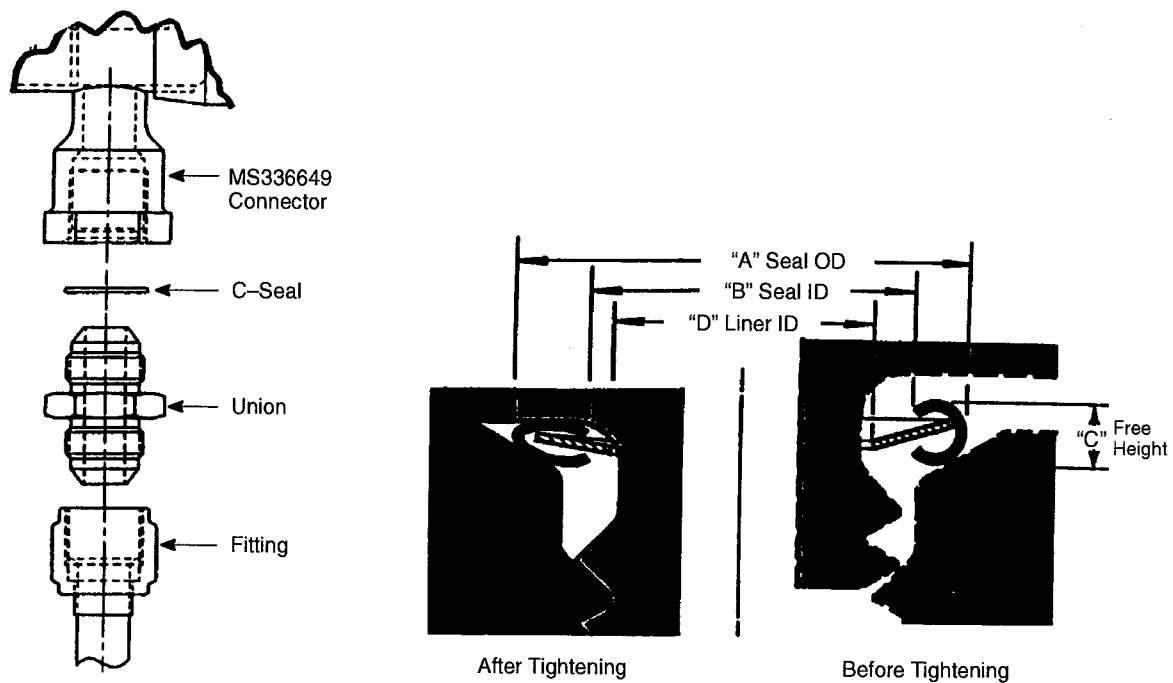 MS336649
Connector
C–Seal
Union
Fitting
"A" Seal OD
"B" Seal ID
"D" Liner ID
"C" Free
Height
After Tightening
Before Tightening